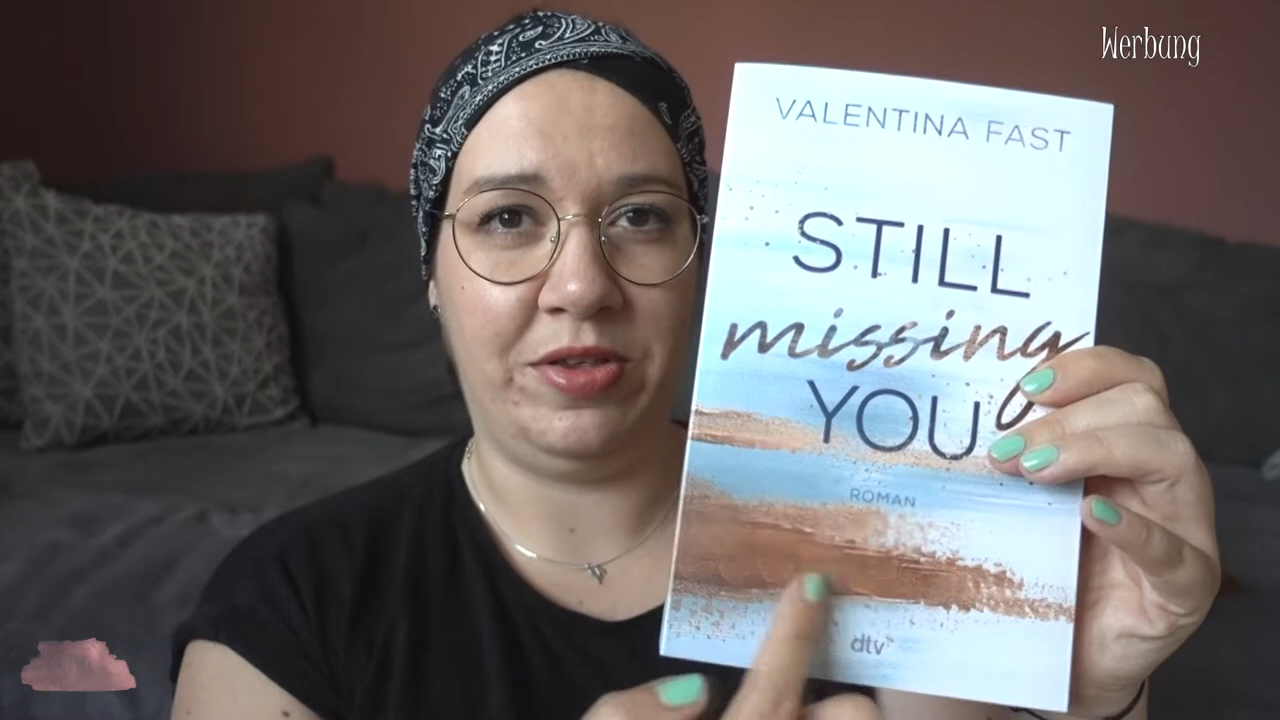 Werbung
VALENTINA FAST
STILL
missing
YOU
ROMAN
dtv